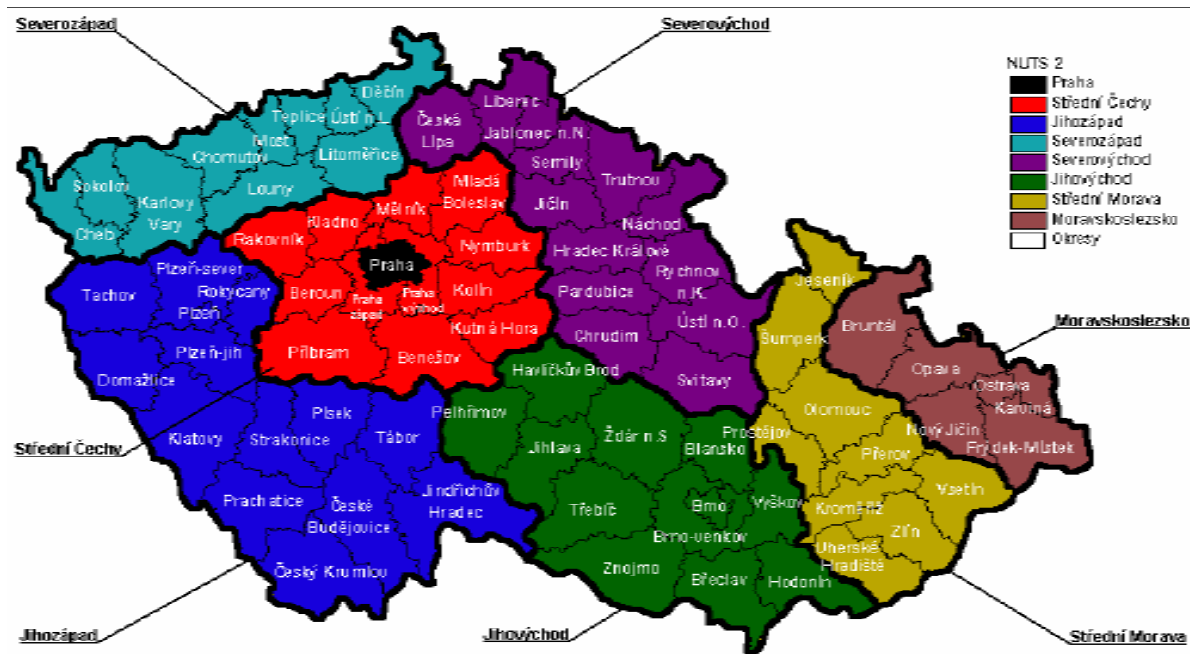 Severozápad
Severovýchod
NUTS 2
Praha
Střední Čechy
Jihozápad
Severozápad
Severovýchod
Jihovýchod
Střední Morava
Moravskoslezsko
Okresy
Děčín
Teplice
Ústí n.L.
Most
Chomutov
Litoměřice
Louny
Sokolov
Karlovy
Vary
Cheb
Česká
Lípa
Liberec
Jablonec n.N.
Semily
Trutnov
Jičín
Náchod
Hradec Králové
Rychnov
n.K.
Pardubice
Ústí n.O.
Chrudim
Svitavy
Mladá
Boleslav
Mělník
Kladno
Rakovník
Nymburk
Praha
Beroun
Praha
západ
Praha
východ
Kolín
Kutná Hora
Příbram
Benešov
Plzeň-sever
Tachov
Rokycany
Plzeň
Plzeň-jih
Domažlice
Klatovy
Písek
Strakonice
Tábor
Prachatice
České
Budějovice
Jindřichův
Hradec
Český Krumlov
Havlíčkův Brod
Pelhřimov
Jihlava
Žďár n.S
Blansko
Třebíč
Brno
Vyškov
Brno-venkov
Znojmo
Břeclav
Hodonín
Jeseník
Šumperk
Olomouc
Prostějov
Přerov
Vsetín
Kroměříž
Zlín
Uherské
Hradiště
Bruntál
Opava
Ostrava
Karviná
Nový Jičín
Frýdek-Místek
Moravskoslezsko
Střední Čechy
Jihozápad
Jihovýchod
Střední Morava